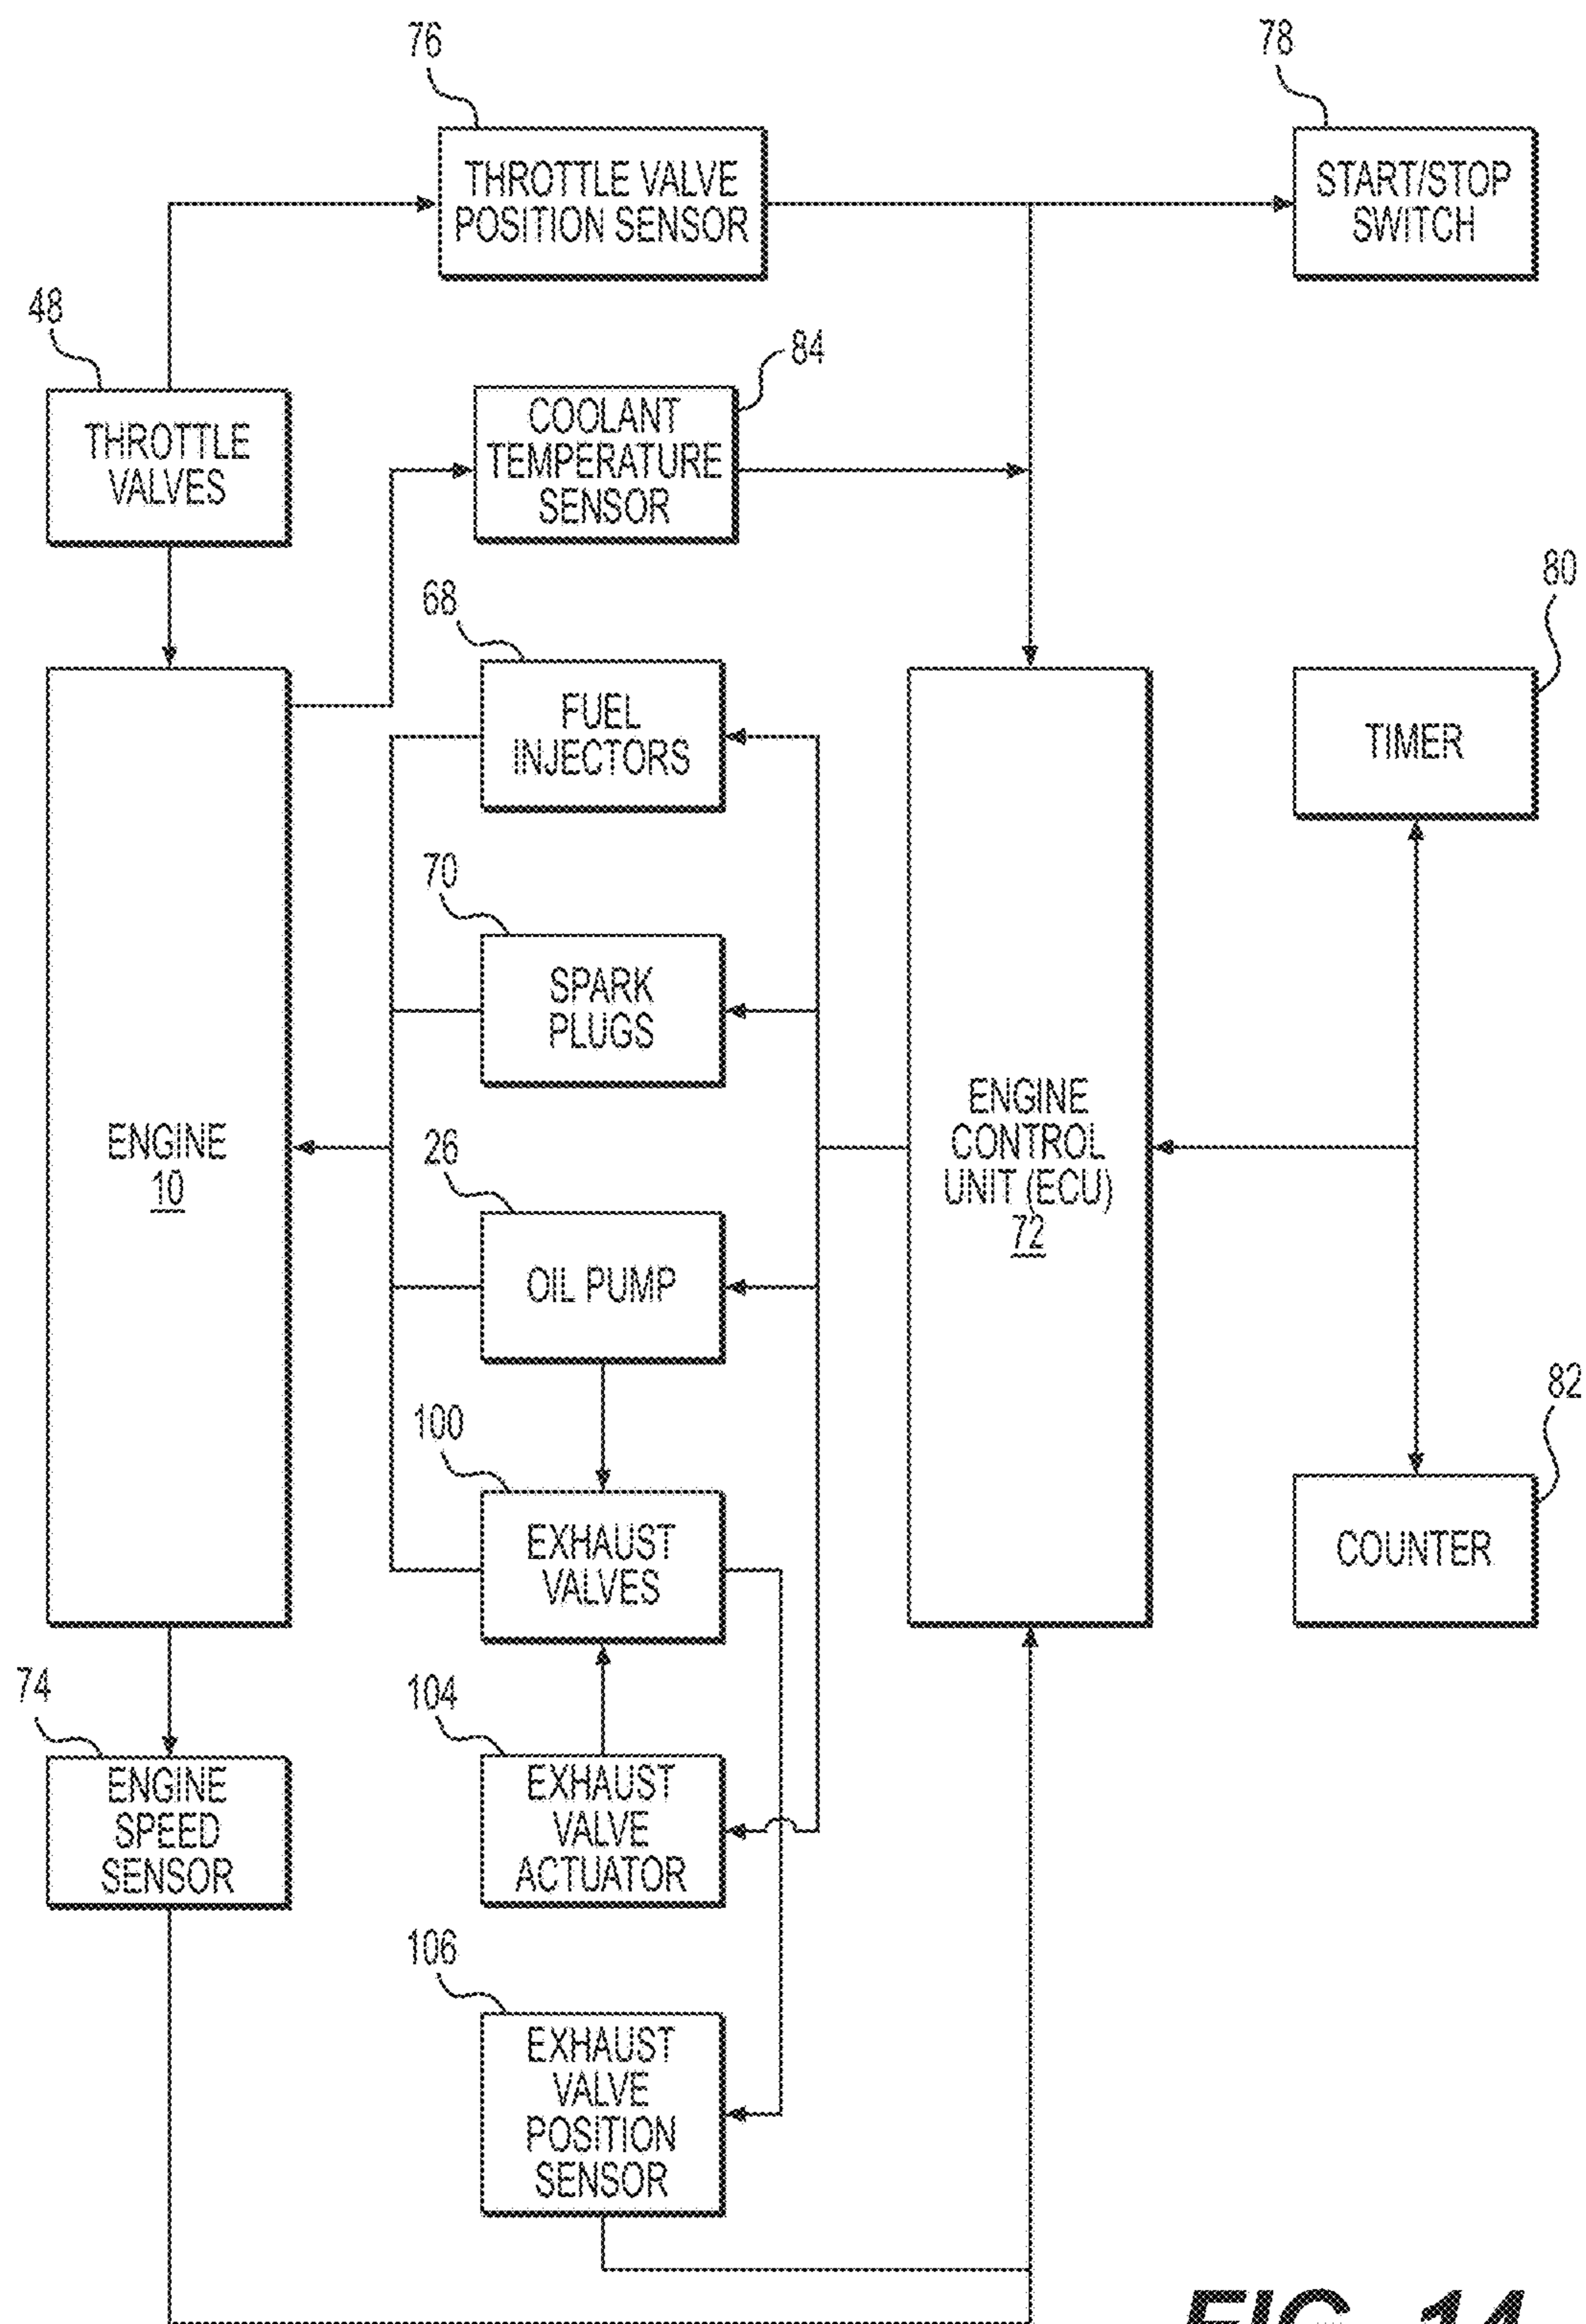 76
78
THROTTLE VALVE
POSITION SENSOR
START/STOP
SWITCH
48
84
THROTTLE
VALVES
COOLANT
TEMPERATURE
SENSOR
68
80
FUEL
INJECTORS
TIMER
70
SPARK
PLUGS
ENGINE
10
ENGINE
CONTROL
UNIT (ECU)
72
26
OIL PUMP
100
82
EXHAUST
VALVES
COUNTER
74
104
ENGINE
SPEED
SENSOR
EXHAUST
VALVE
ACTUATOR
106
EXHAUST
VALVE
POSITION
SENSOR
FIG. 14